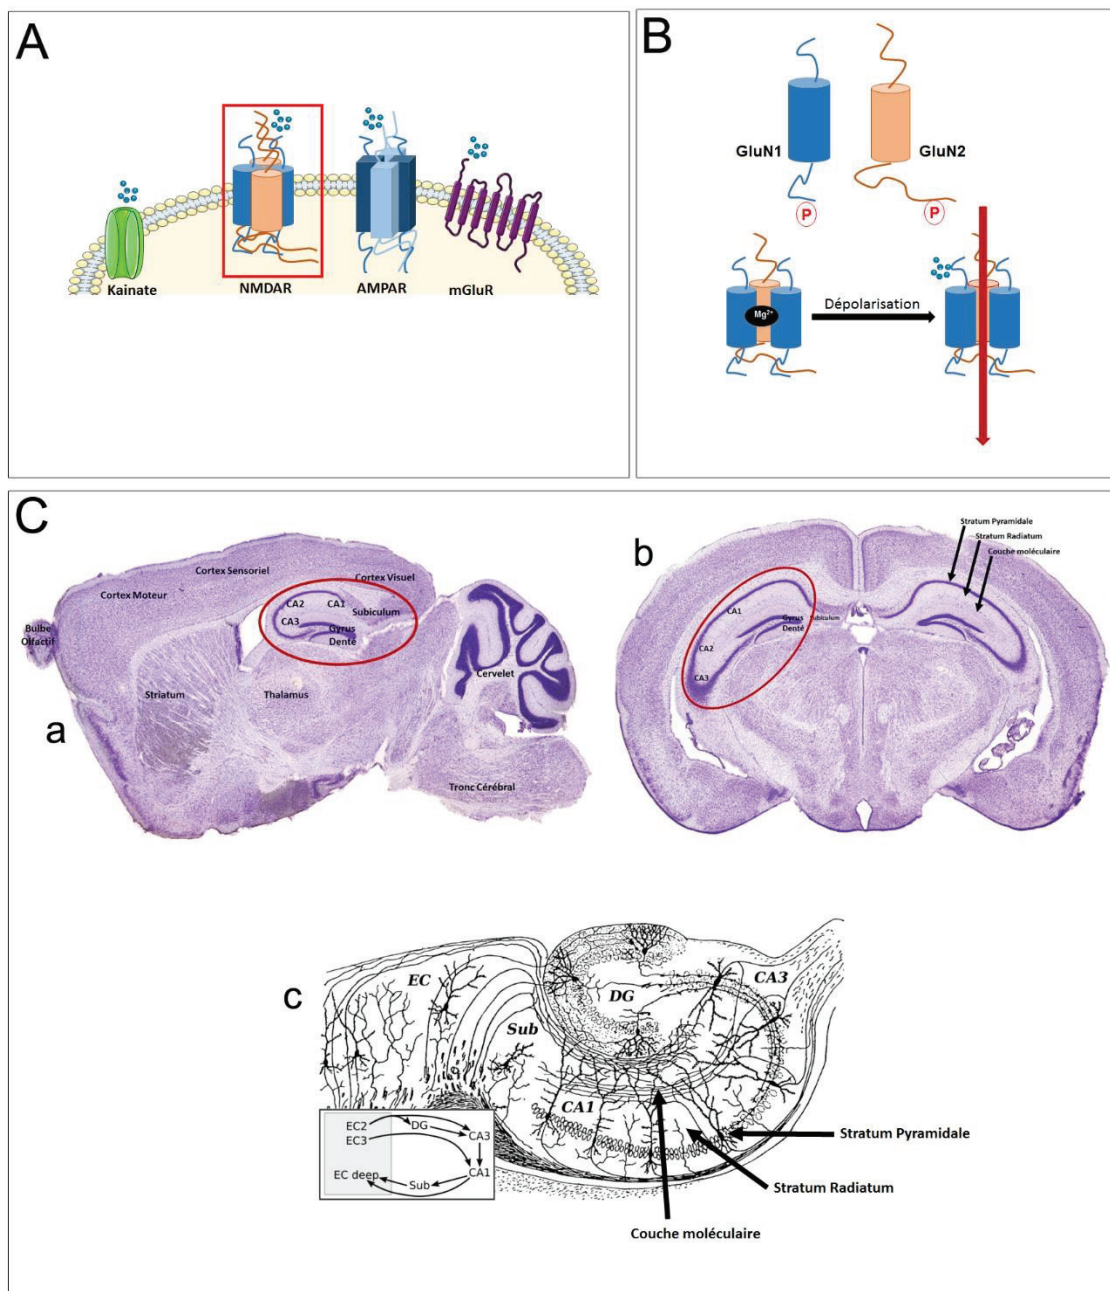 A
Kainate
NMDAR
AMPAR
mGluR
B
GluN1
GluN2
P
P
Mg2+
Dépolarisation
C
a
Cortex Sensoriel
Cortex Visuel
Cortex Moteur
CA2
CA1
Subiculum
CA3
Gyrus
Denté
Bulbe
Olfactif
Striatum
Thalamus
Cervelet
Tronc Cérébral
b
Stratum Pyramidale
Stratum Radiatum
Couche moléculaire
CA1
Gyrus
Denté
Subiculum
CA2
CA3
c
EC
DG
CA3
Sub
CA1
EC2
DG
CA3
EC3
CA1
EC deep
Sub
Stratum Pyramidale
Stratum Radiatum
Couche moléculaire